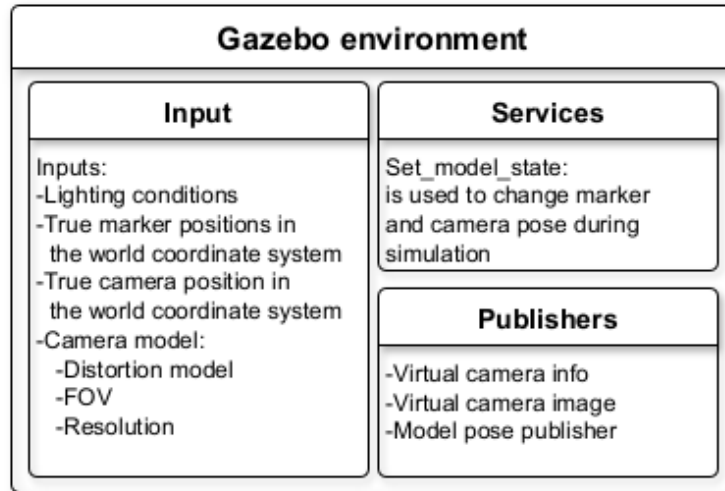 Gazebo environment
Input
Inputs:
-Lighting conditions
-True marker positions in
the world coordinate system
-True camera position in
the world coordinate system
-Camera model:
-Distortion model
-FOV
-Resolution
Services
Set_model_state:
is used to change marker
and camera pose during
simulation
Publishers
-Virtual camera info
-Virtual camera image
-Model pose publisher